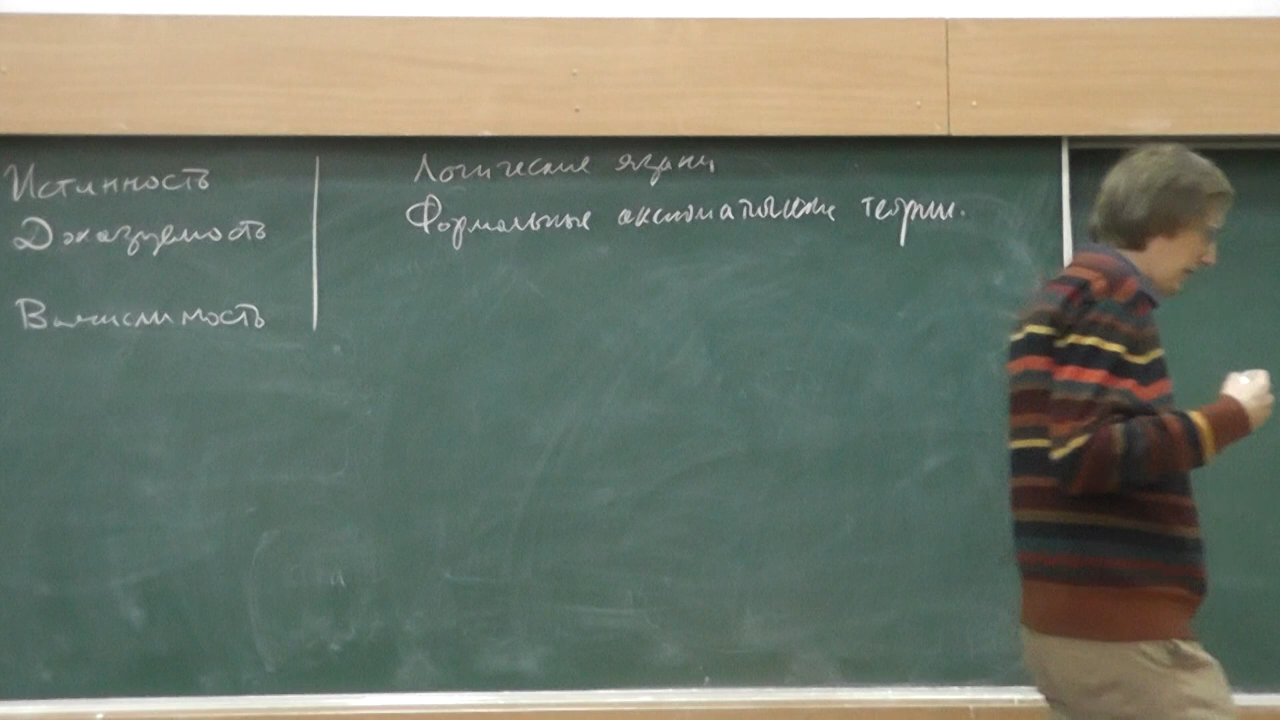 Истинность
Доказуемость
Вычислимость
Логические языки
Формальные аксиоматические теории.